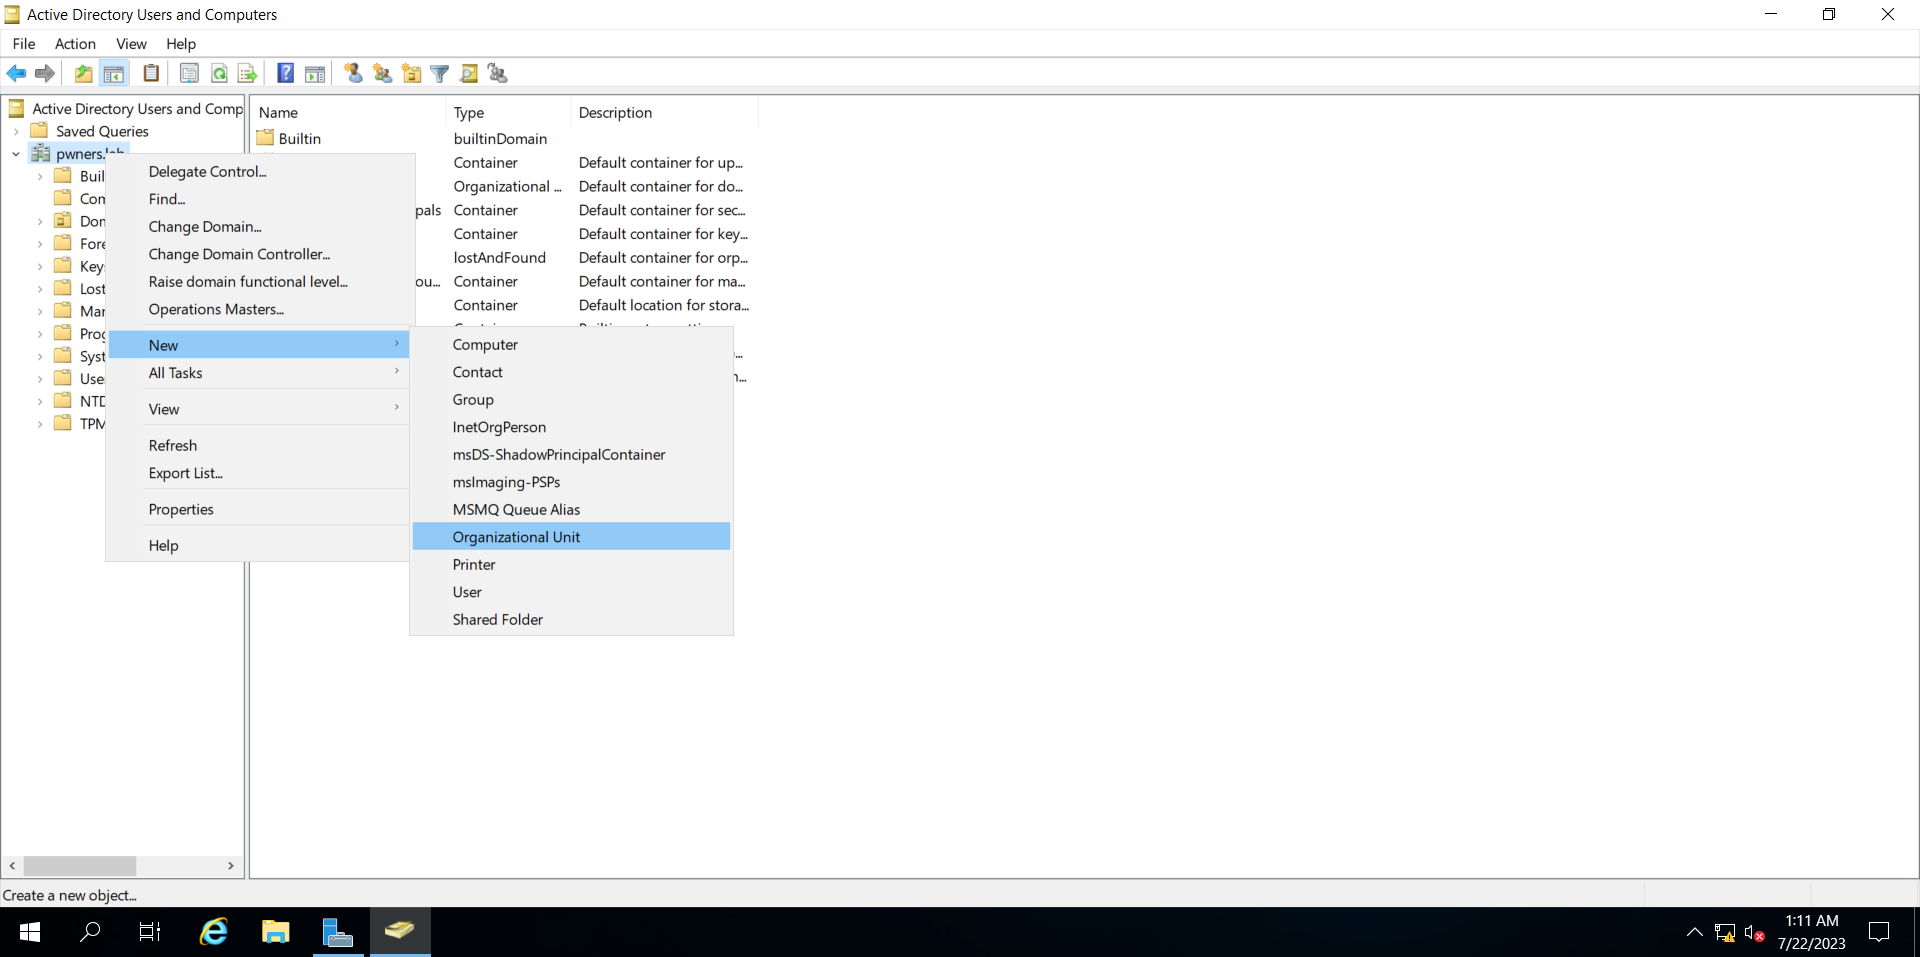 Active Directory Users and Computers
File Action View Help
Active Directory Users and Comp
Saved Queries
pwners.lab
Buil
Com
Dom
Fore
Keys
Lost
Man
Prog
Syst
Use
NTD
TPM
Name Type Description
Builtin builtinDomain
Container Default container for up...
Organizational ... Default container for do...
pals Container Default container for sec...
Container Default container for key...
lostAndFound Default container for orp...
ou... Container Default container for ma...
Container Default location for stora...
...
n...
Delegate Control...
Find...
Change Domain...
Change Domain Controller...
Raise domain functional level...
Operations Masters...
New
All Tasks
View
Refresh
Export List...
Properties
Help
Computer
Contact
Group
InetOrgPerson
msDS-ShadowPrincipalContainer
msImaging-PSPs
MSMQ Queue Alias
Organizational Unit
Printer
User
Shared Folder
Create a new object...
1:11 AM
7/22/2023